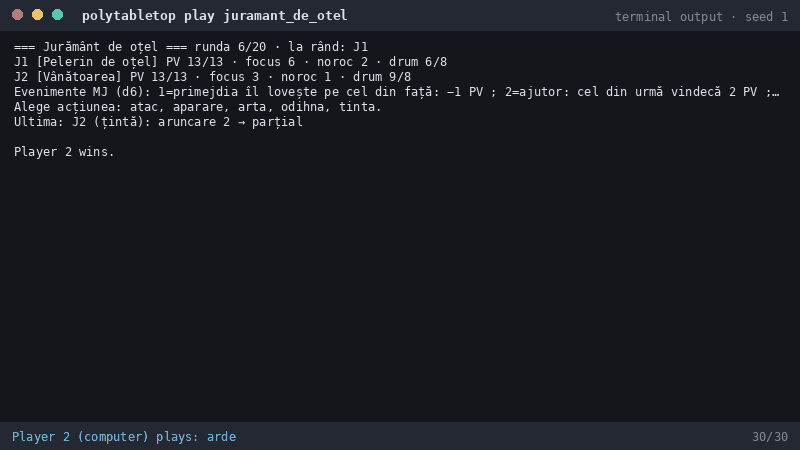 polytabletop play juramant_de_otel
terminal output · seed 1
=== Jurământ de oțel === runda 6/20 · la rând: J1
J1 [Pelerin de oțel] PV 13/13 · focus 6 · noroc 2 · drum 6/8
J2 [Vânătoarea] PV 13/13 · focus 3 · noroc 1 · drum 9/8
Evenimente MJ (d6): 1=primejdia îl lovește pe cel din față: −1 PV ; 2=ajutor: cel din urmă vindecă 2 PV ;…
Alege acțiunea: atac, aparare, arta, odihna, tinta.
Ultima: J2 (țintă): aruncare 2 → parțial
Player 2 wins.
Player 2 (computer) plays: arde
30/30